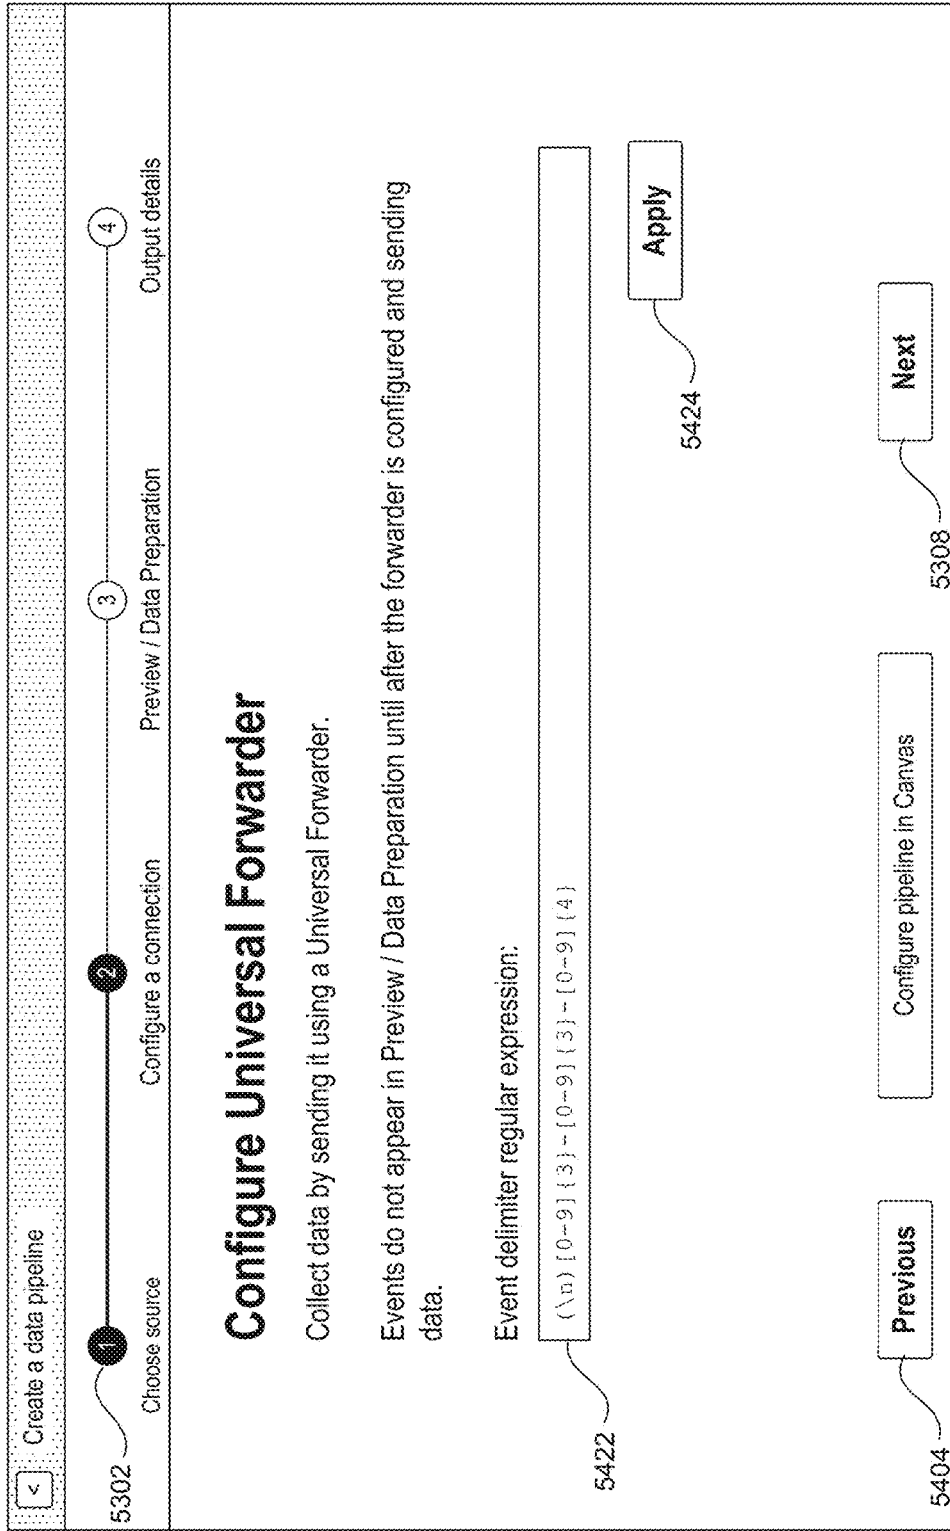 < Create a data pipeline
1
2
3
4
5302
Choose source
Configure a connection
Preview / Data Preparation
Output details
Configure Universal Forwarder
Collect data by sending it using a Universal Forwarder.
Events do not appear in Preview / Data Preparation until after the forwarder is configured and sending
data.
Event delimiter regular expression:
(\n)[0-9]{3}-[0-9]{3}-[0-9]{4}
5422
Apply
5424
Previous
Configure pipeline in Canvas
Next
5404
5308